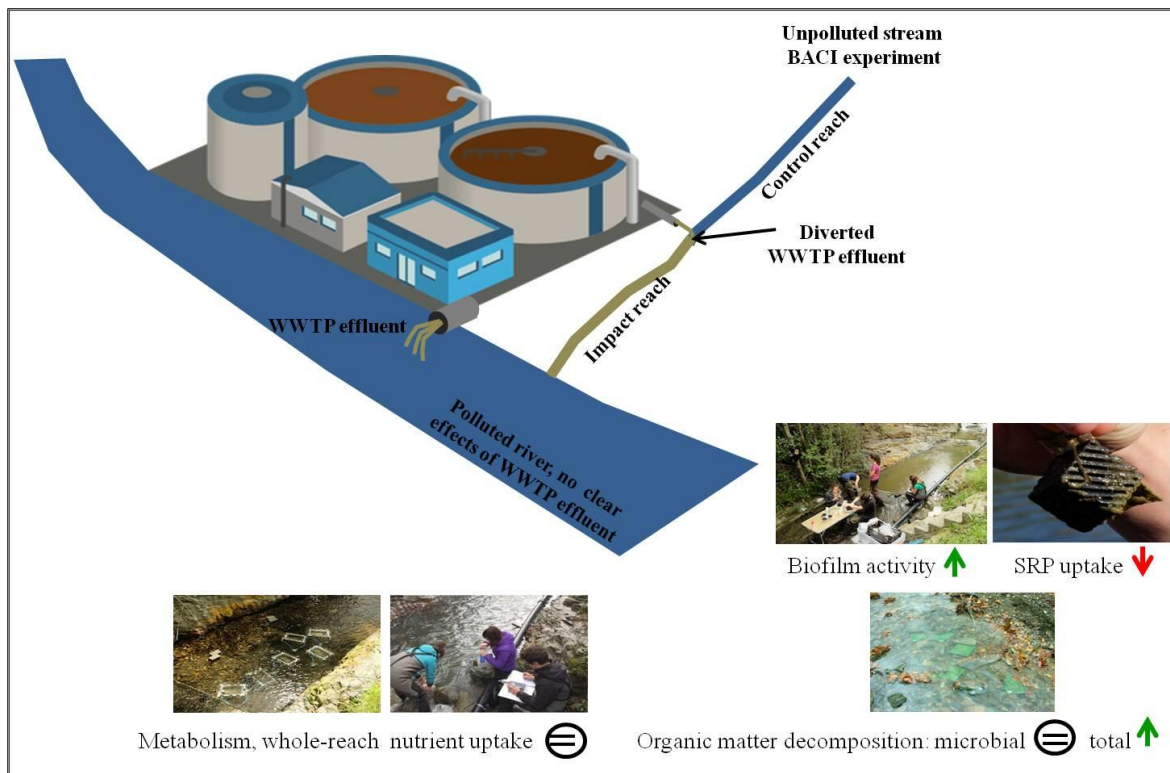 Unpolluted stream
BACI experiment
Control reach
Diverted
WWTP effluent
Impact reach
WWTP effluent
Polluted river, no clear
effects of WWTP effluent
Biofilm activity
SRP uptake
Metabolism, whole-reach nutrient uptake
Organic matter decomposition: microbial total